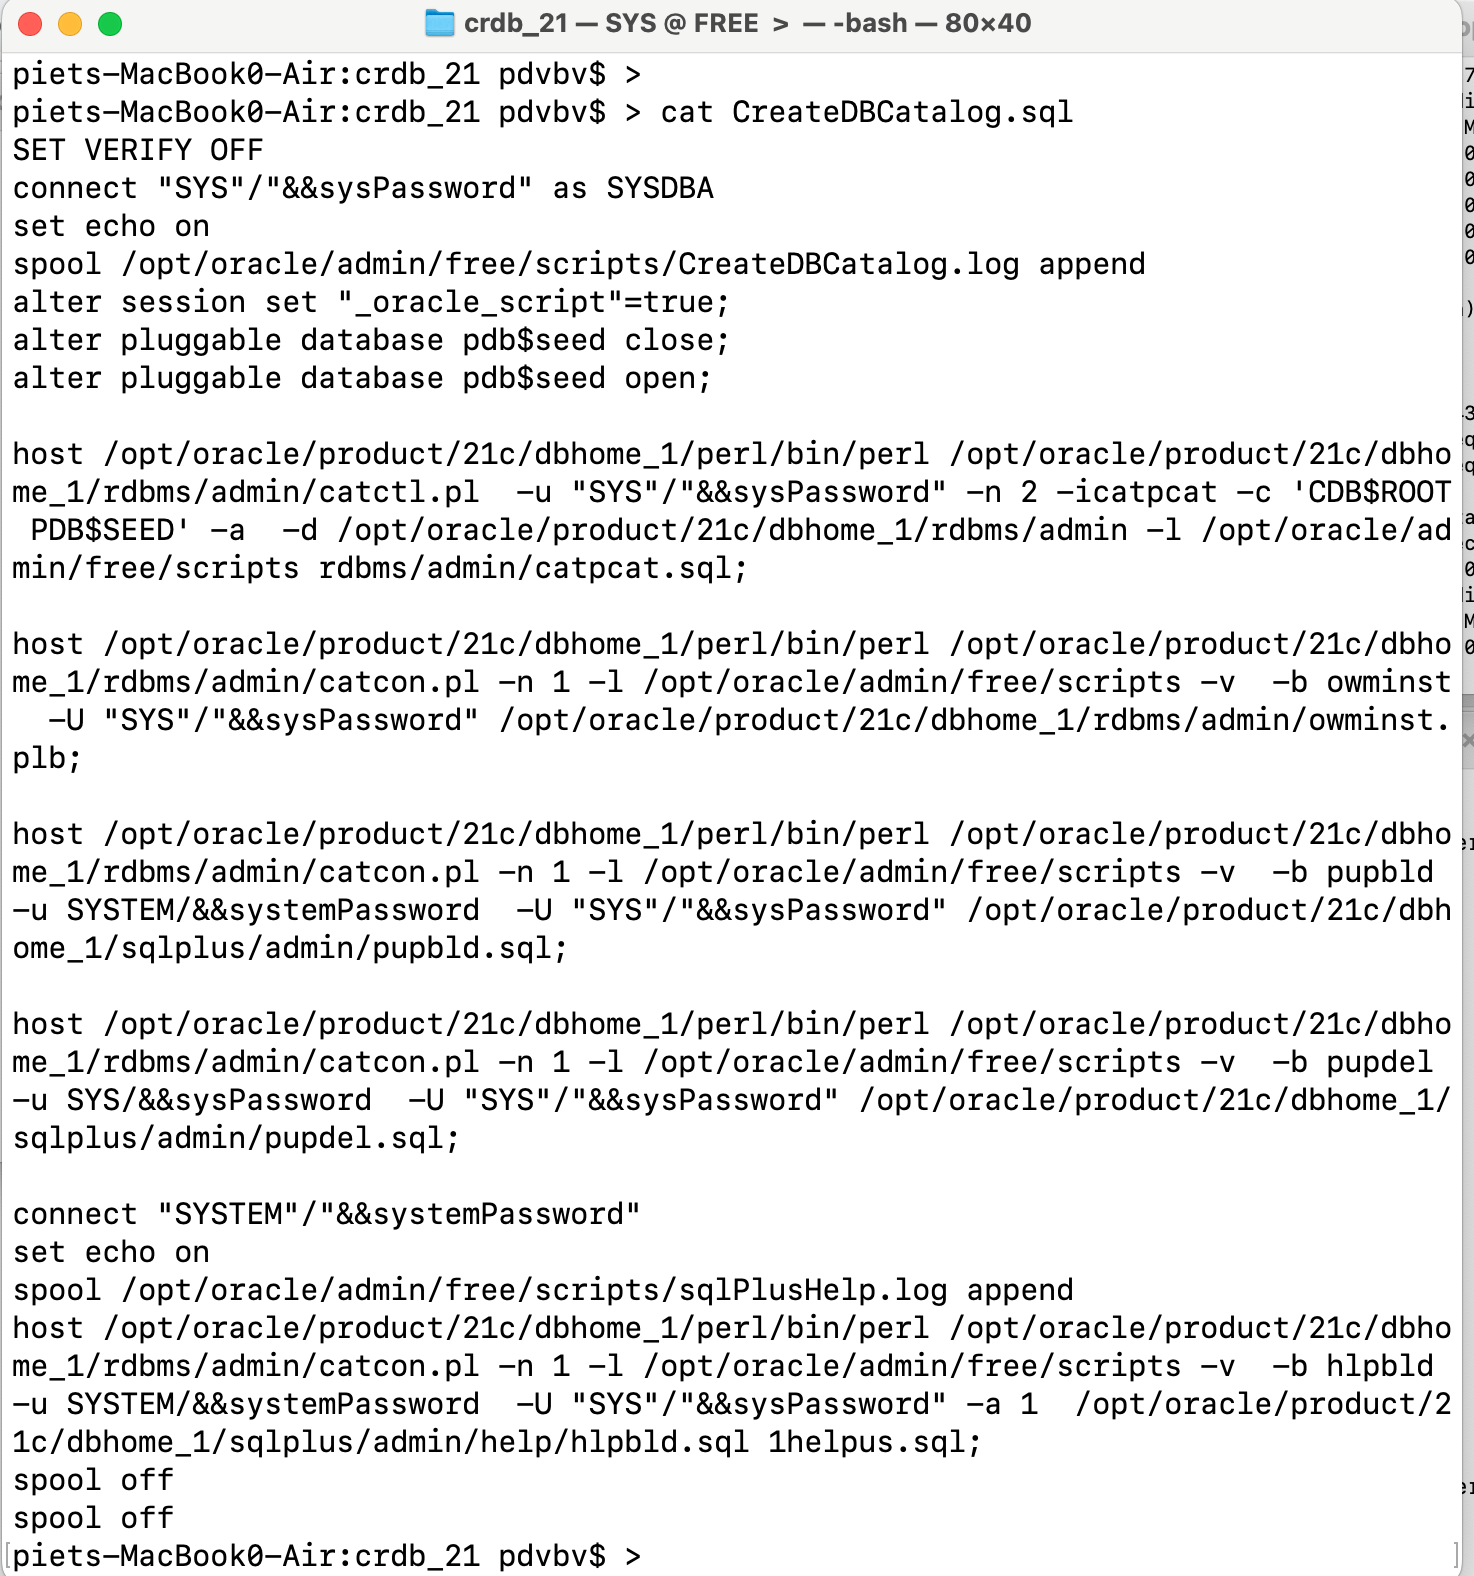 crdb_21 — SYS @ FREE  >  — -bash — 80×40
piets-MacBook0-Air:crdb_21 pdvbv$ >
piets-MacBook0-Air:crdb_21 pdvbv$ > cat CreateDBCatalog.sql
SET VERIFY OFF
connect "SYS"/"&&sysPassword" as SYSDBA
set echo on
spool /opt/oracle/admin/free/scripts/CreateDBCatalog.log append
alter session set "_oracle_script"=true;
alter pluggable database pdb$seed close;
alter pluggable database pdb$seed open;
host /opt/oracle/product/21c/dbhome_1/perl/bin/perl /opt/oracle/product/21c/dbho
me_1/rdbms/admin/catctl.pl  -u "SYS"/"&&sysPassword" -n 2 -icatpcat -c 'CDB$ROOT
 PDB$SEED' -a  -d /opt/oracle/product/21c/dbhome_1/rdbms/admin -l /opt/oracle/ad
min/free/scripts rdbms/admin/catpcat.sql;
host /opt/oracle/product/21c/dbhome_1/perl/bin/perl /opt/oracle/product/21c/dbho
me_1/rdbms/admin/catcon.pl -n 1 -l /opt/oracle/admin/free/scripts -v  -b owminst
  -U "SYS"/"&&sysPassword" /opt/oracle/product/21c/dbhome_1/rdbms/admin/owminst.
plb;
host /opt/oracle/product/21c/dbhome_1/perl/bin/perl /opt/oracle/product/21c/dbho
me_1/rdbms/admin/catcon.pl -n 1 -l /opt/oracle/admin/free/scripts -v  -b pupbld
-u SYSTEM/&&systemPassword  -U "SYS"/"&&sysPassword" /opt/oracle/product/21c/dbh
ome_1/sqlplus/admin/pupbld.sql;
host /opt/oracle/product/21c/dbhome_1/perl/bin/perl /opt/oracle/product/21c/dbho
me_1/rdbms/admin/catcon.pl -n 1 -l /opt/oracle/admin/free/scripts -v  -b pupdel
-u SYS/&&sysPassword  -U "SYS"/"&&sysPassword" /opt/oracle/product/21c/dbhome_1/
sqlplus/admin/pupdel.sql;
connect "SYSTEM"/"&&systemPassword"
set echo on
spool /opt/oracle/admin/free/scripts/sqlPlusHelp.log append
host /opt/oracle/product/21c/dbhome_1/perl/bin/perl /opt/oracle/product/21c/dbho
me_1/rdbms/admin/catcon.pl -n 1 -l /opt/oracle/admin/free/scripts -v  -b hlpbld
-u SYSTEM/&&systemPassword  -U "SYS"/"&&sysPassword" -a 1  /opt/oracle/product/2
1c/dbhome_1/sqlplus/admin/help/hlpbld.sql 1helpus.sql;
spool off
spool off
piets-MacBook0-Air:crdb_21 pdvbv$ >